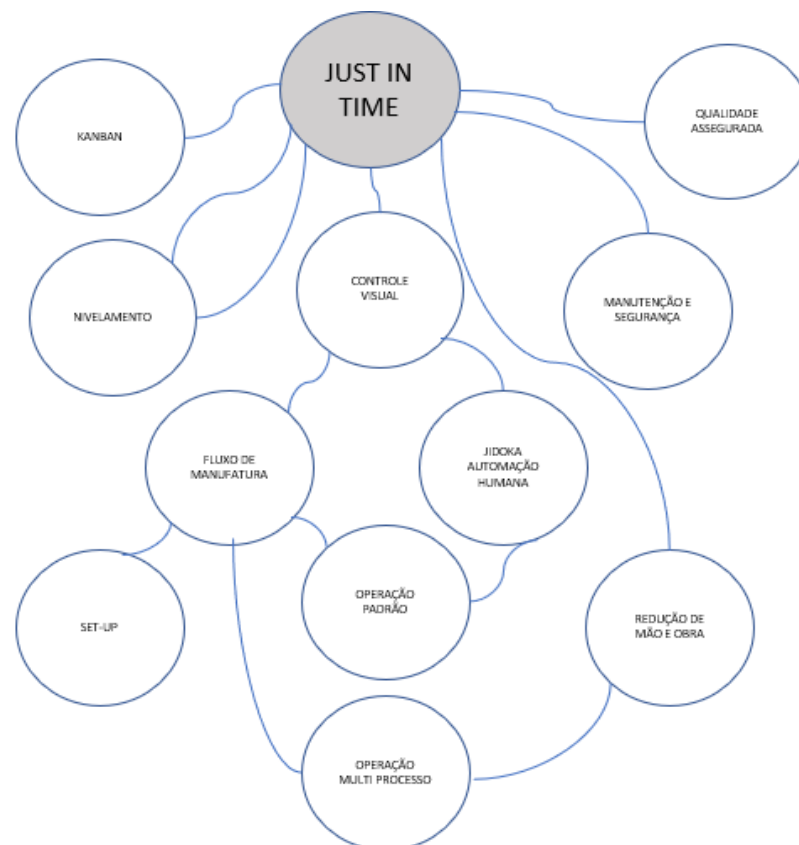 JUST IN
TIME
KANBAN
QUALIDADE
ASSEGURADA
NIVELAMENTO
CONTROLE
VISUAL
MANUTENÇÃO E
SEGURANÇA
FLUXO DE
MANUFATURA
JIDOKA
AUTOMAÇÃO
HUMANA
SET-UP
OPERAÇÃO
PADRÃO
REDUÇÃO DE
MÃO E OBRA
OPERAÇÃO
MULTI PROCESSO